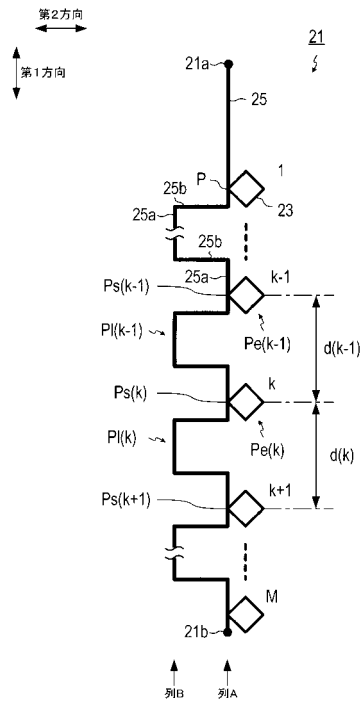 第2方向
第1方向
21
21a
25
P
1
25b
23
25a
25b
25a
k-1
Ps(k-1)
Pl(k-1)
Pe(k-1)
d(k-1)
k
Ps(k)
Pl(k)
Pe(k)
d(k)
k+1
Ps(k+1)
M
21b
列B
列A